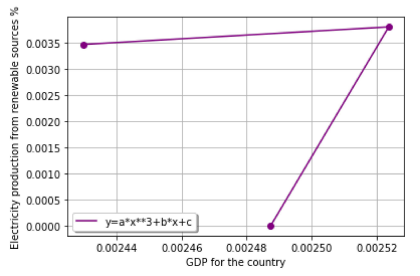 Electricity production from renewable sources %
0.0035
0.0030
0.0025
0.0020
0.0015
0.0010
0.0005
0.0000
y=a*x**3+b*x+c
0.00244 0.00246 0.00248 0.00250 0.00252
GDP for the country